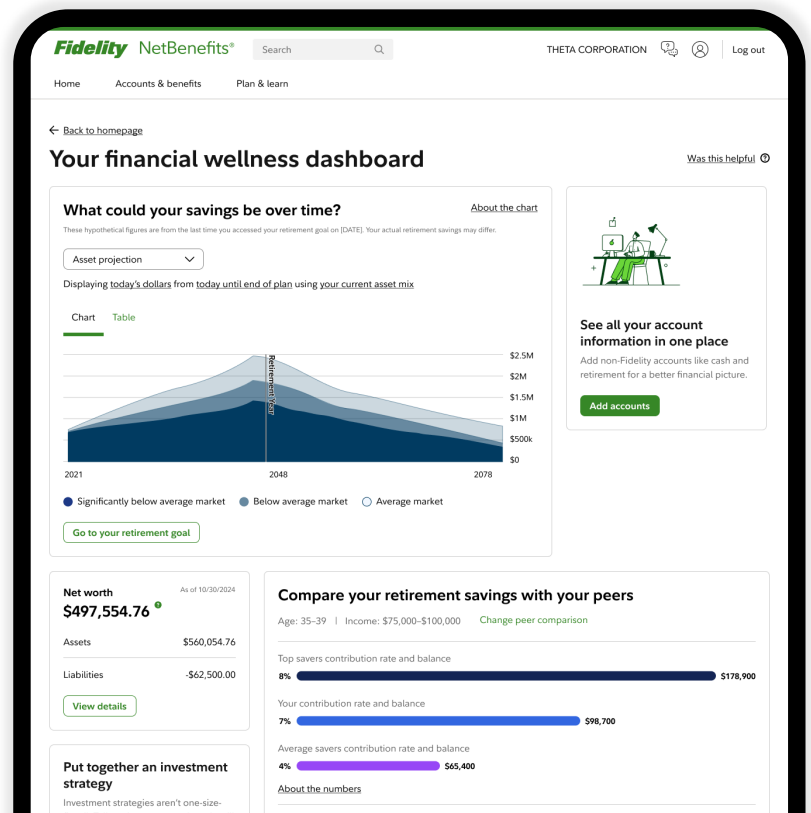 Fidelity NetBenefits®
Search
THETA CORPORATION
Log out
Home
Accounts & benefits
Plan & learn
Back to homepage
Your financial wellness dashboard
Was this helpful ?
What could your savings be over time?
About the chart
These hypothetical figures are from the last time you accessed your retirement goal on [DATE]. Your actual retirement savings may differ.
Asset projection
Displaying today's dollars from today until end of plan using your current asset mix
Chart
Table
$2.5M
$2M
$1.5M
$1M
$500k
$0
Retirement Year
2021
2048
2078
Significantly below average market
Below average market
Average market
Go to your retirement goal
See all your account
information in one place
Add non-Fidelity accounts like cash and
retirement for a better financial picture.
Add accounts
Net worth
As of 10/30/2024
$497,554.76 ?
Assets
$560,054.76
Liabilities
-$62,500.00
View details
Put together an investment
strategy
Investment strategies aren't one-size-
Compare your retirement savings with your peers
Age: 35–39 | Income: $75,000–$100,000
Change peer comparison
Top savers contribution rate and balance
8%
$178,900
Your contribution rate and balance
7%
$98,700
Average savers contribution rate and balance
4%
$65,400
About the numbers